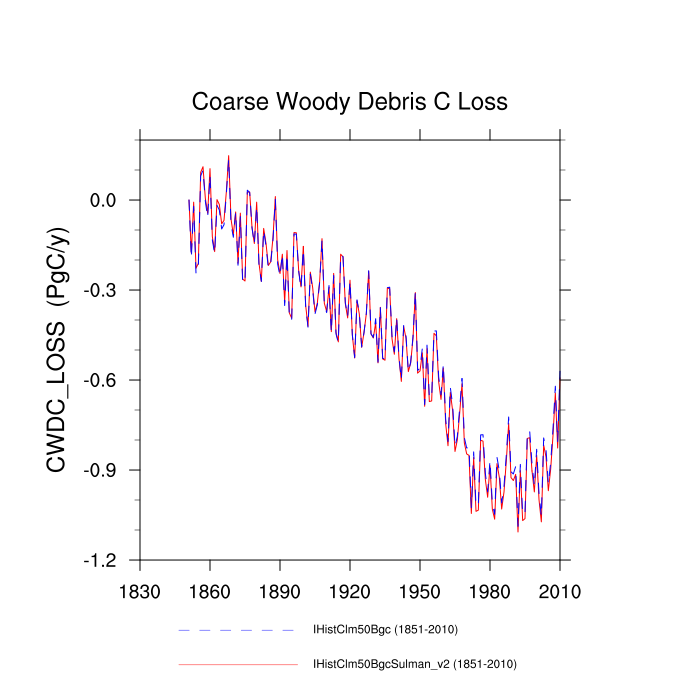 Coarse Woody Debris C Loss
CWDC_LOSS (PgC/y)
0.0
-0.3
-0.6
-0.9
-1.2
1830 1860 1890 1920 1950 1980 2010
IHistClm50Bgc (1851-2010)
IHistClm50BgcSulman_v2 (1851-2010)